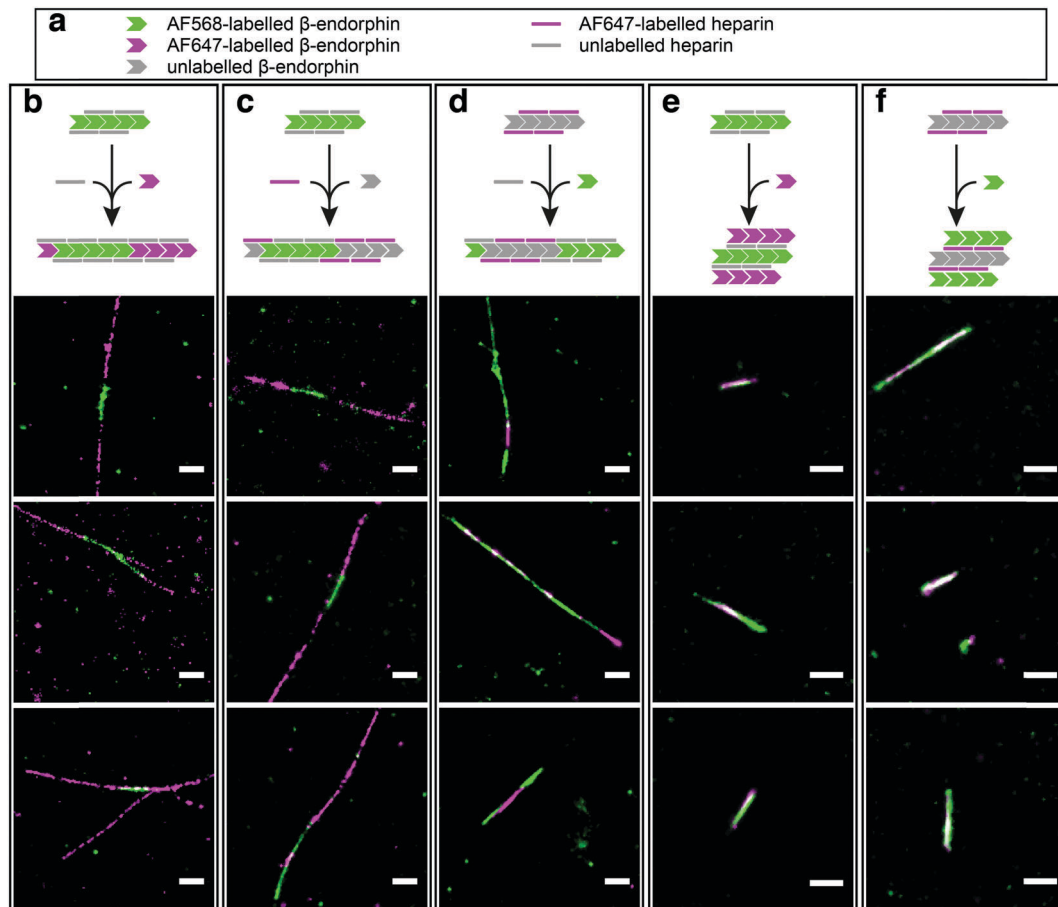 a
AF568-labelled β-endorphin
AF647-labelled β-endorphin
unlabelled β-endorphin
AF647-labelled heparin
unlabelled heparin
b
c
d
e
f